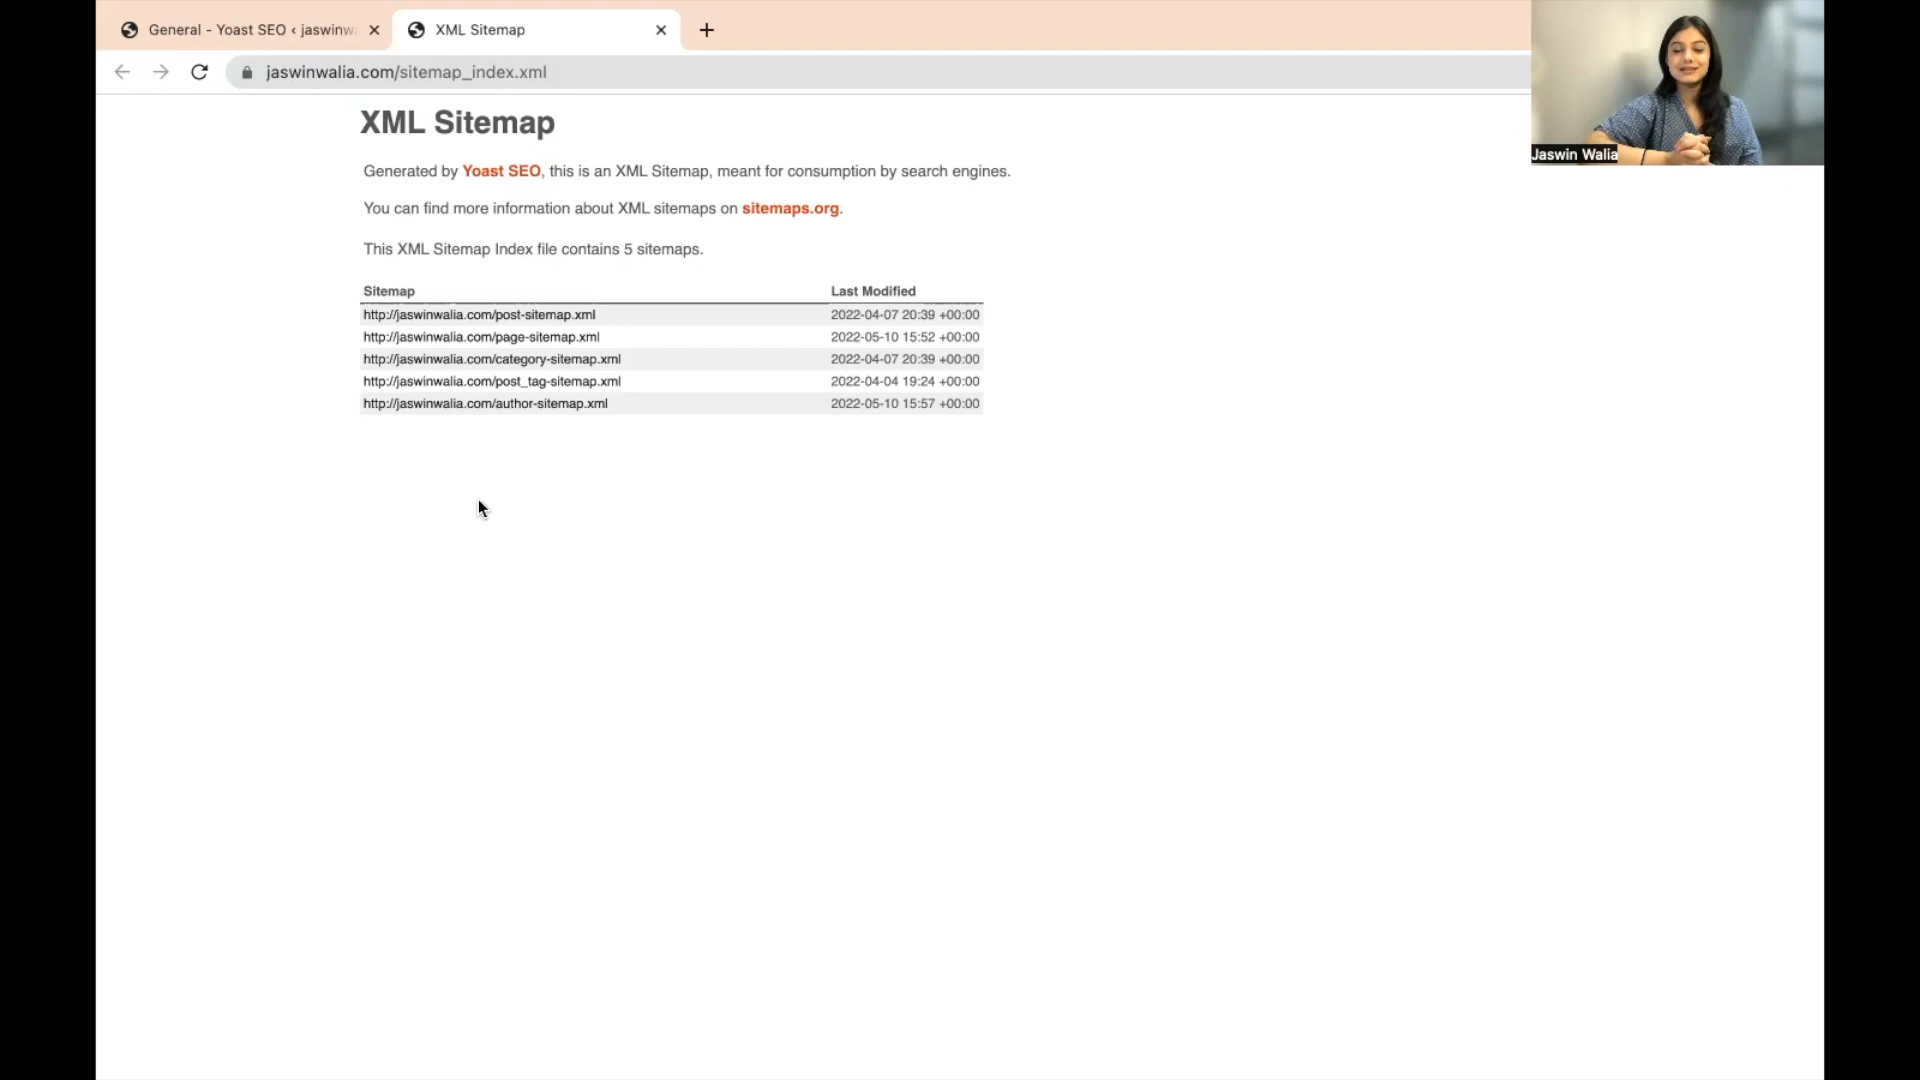 General - Yoast SEO ‹ jaswinwa
XML Sitemap
jaswinwalia.com/sitemap_index.xml
Jaswin Walia
XML Sitemap
Generated by Yoast SEO, this is an XML Sitemap, meant for consumption by search engines.
You can find more information about XML sitemaps on sitemaps.org.
This XML Sitemap Index file contains 5 sitemaps.
Sitemap Last Modified
http://jaswinwalia.com/post-sitemap.xml 2022-04-07 20:39 +00:00
http://jaswinwalia.com/page-sitemap.xml 2022-05-10 15:52 +00:00
http://jaswinwalia.com/category-sitemap.xml 2022-04-07 20:39 +00:00
http://jaswinwalia.com/post_tag-sitemap.xml 2022-04-04 19:24 +00:00
http://jaswinwalia.com/author-sitemap.xml 2022-05-10 15:57 +00:00